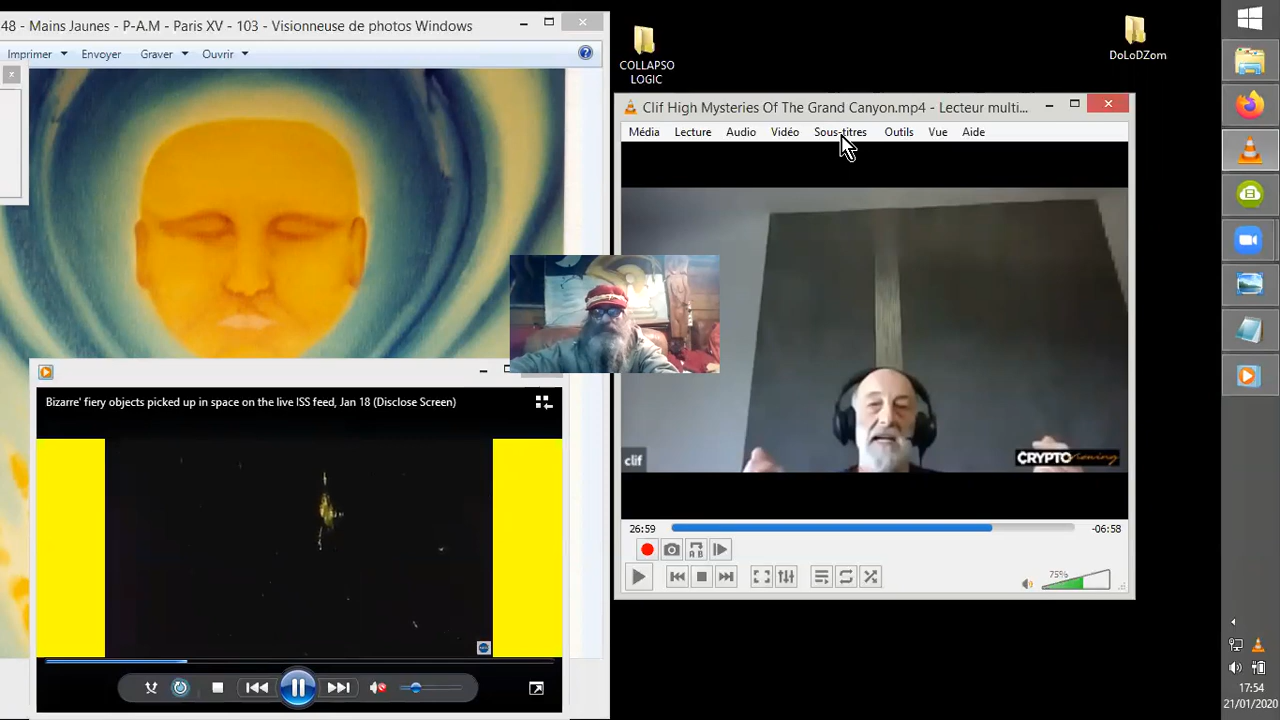 48 - Mains Jaunes - P-A.M - Paris XV - 103 - Visionneuse de photos Windows
Imprimer Envoyer Graver Ouvrir
COLLAPSO
LOGIC
DoLoDZom
Clif High Mysteries Of The Grand Canyon.mp4 - Lecteur multi...
Média Lecture Audio Vidéo Sous-titres Outils Vue Aide
clif
CRYPTO viewing
26:59 -06:58
75%
Bizarre' fiery objects picked up in space on the live ISS feed, Jan 18 (Disclose Screen)
17:54
21/01/2020